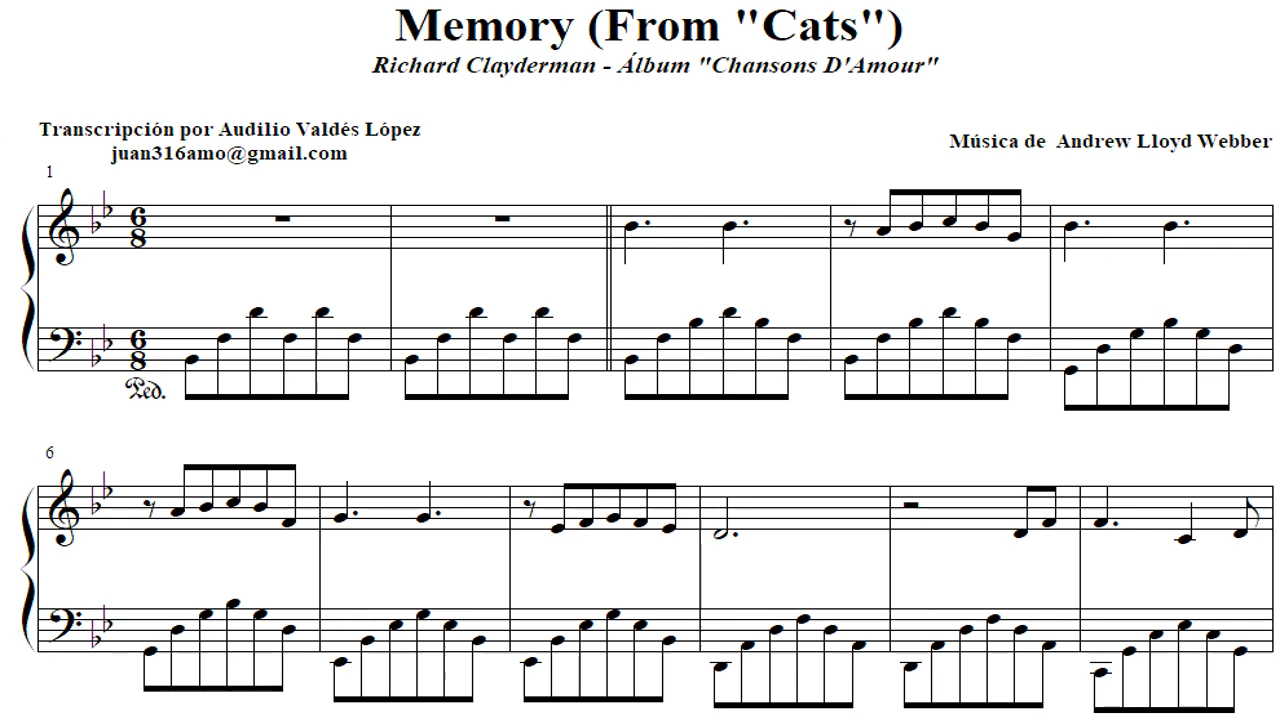 Memory (From "Cats")
Richard Clayderman - Álbum "Chansons D'Amour"
Transcripción por Audilio Valdés López
juan316amo@gmail.com
Música de Andrew Lloyd Webber
1
6
8
6
8
Ped.
6